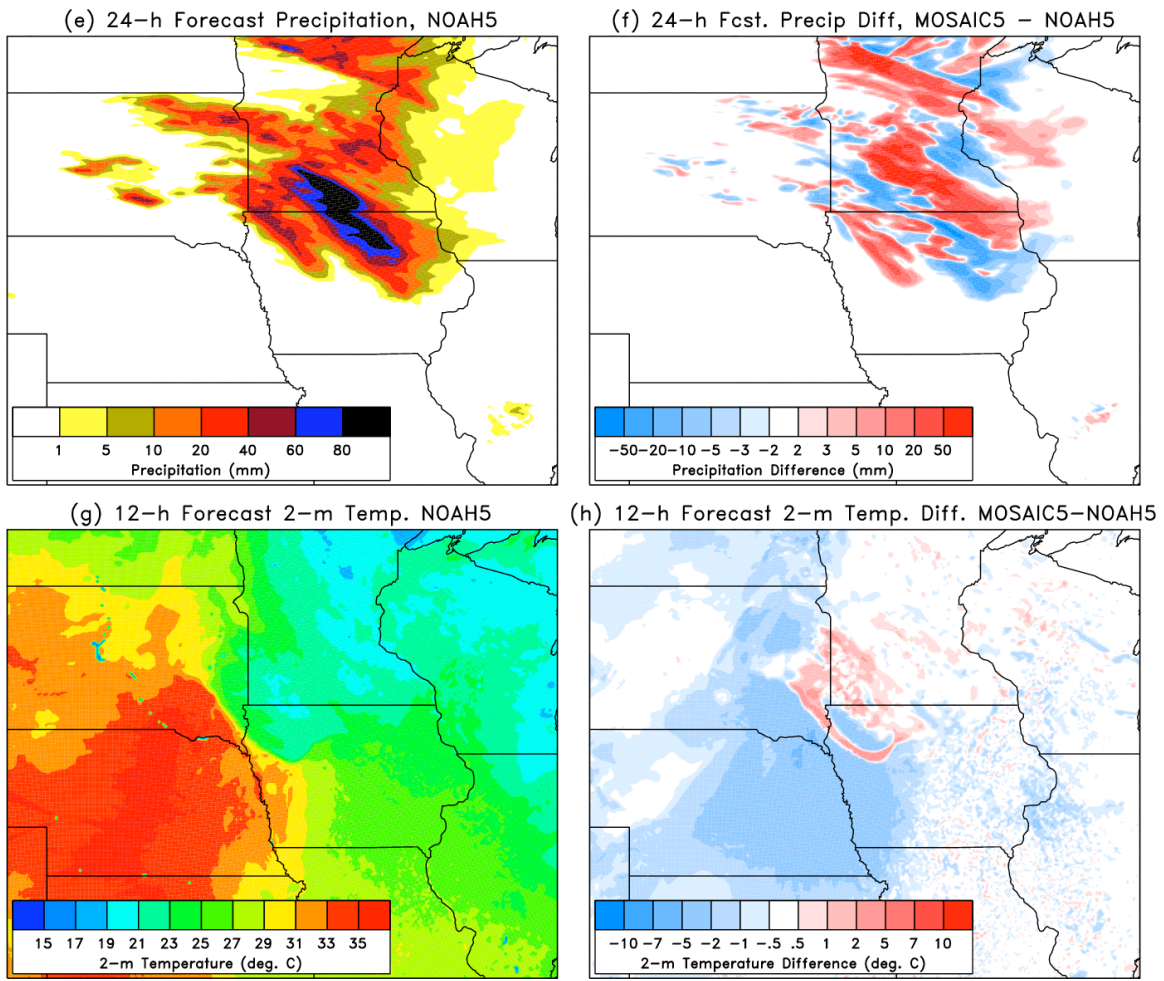 (e) 24-h Forecast Precipitation, NOAH5
(f) 24-h Fcst. Precip Diff, MOSAIC5 - NOAH5
1 5 10 20 40 60 80
Precipitation (mm)
-50 -20 -10 -5 -3 -2 2 3 5 10 20 50
Precipitation Difference (mm)
(g) 12-h Forecast 2-m Temp. NOAH5
(h) 12-h Forecast 2-m Temp. Diff. MOSAIC5-NOAH5
15 17 19 21 23 25 27 29 31 33 35
2-m Temperature (deg. C)
-10 -7 -5 -2 -1 -.5 .5 1 2 5 7 10
2-m Temperature Difference (deg. C)